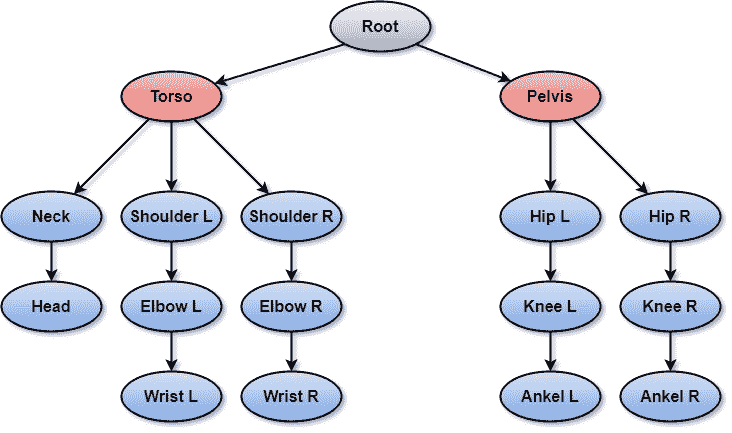 Root
Torso
Pelvis
Neck
Shoulder L
Shoulder R
Hip L
Hip R
Head
Elbow L
Elbow R
Knee L
Knee R
Wrist L
Wrist R
Ankel L
Ankel R